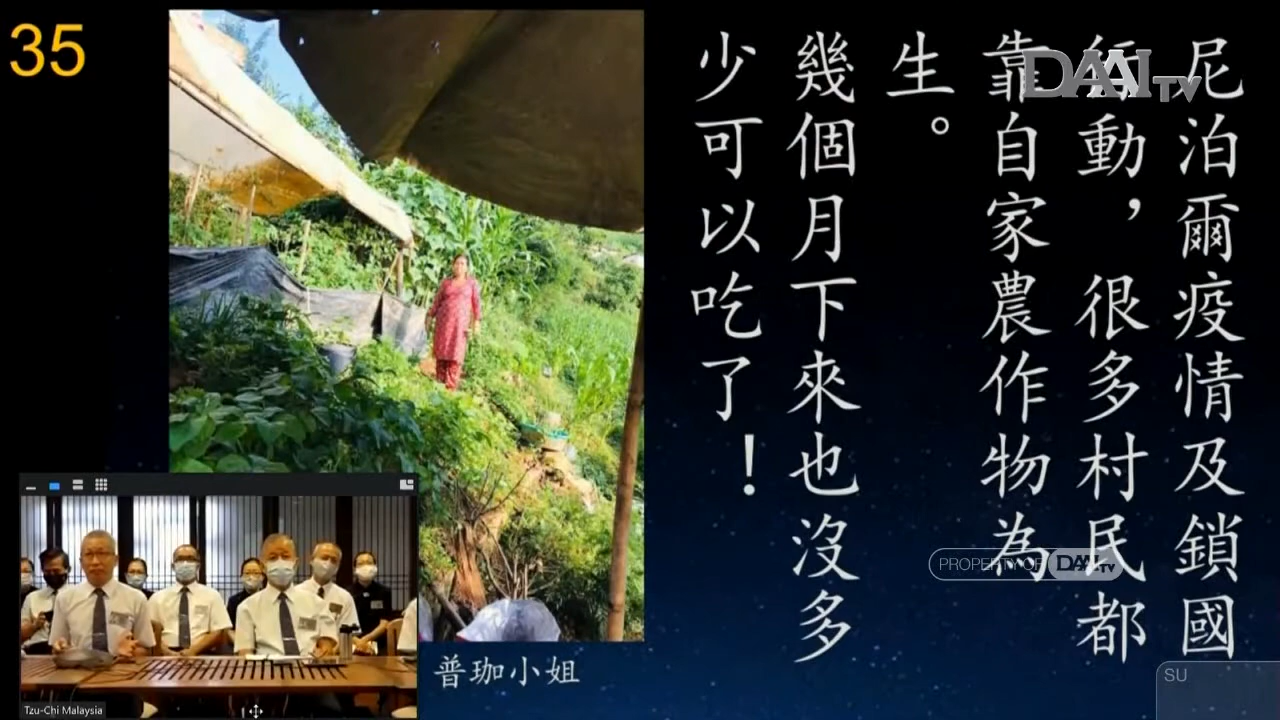 35
DAAI TV
尼泊爾疫情及鎖國
行動，很多村民都
靠自家農作物為
生。
幾個月下來也沒多
少可以吃了！
PROPERTY OF DAAI TV
普珈小姐
Tzu-Chi Malaysia
SU